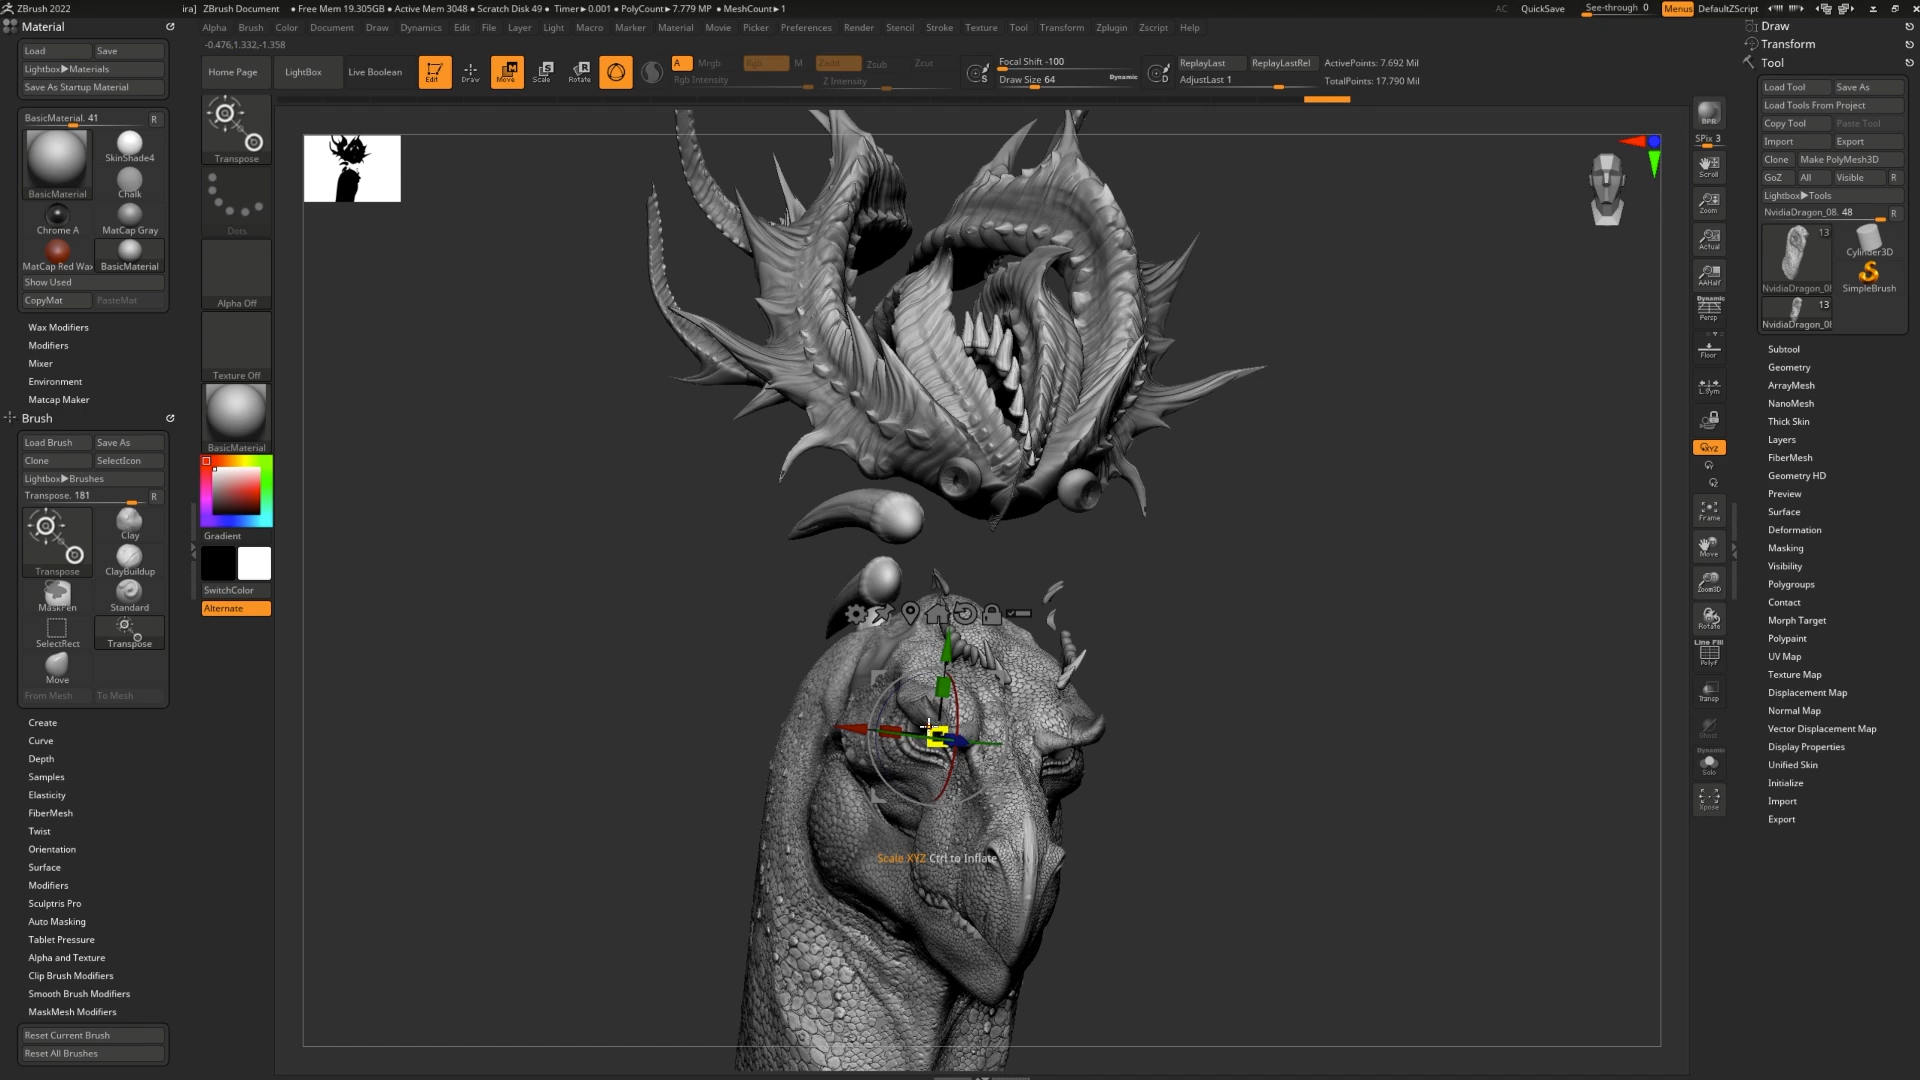 ZBrush 2022
ira] ZBrush Document • Free Mem 19.305GB • Active Mem 3048 • Scratch Disk 49 • Timer▶0.001 • PolyCount▶7.779 MP • MeshCount▶1
AC QuickSave See-through 0 Menus DefaultZScript
Material
Alpha Brush Color Document Draw Dynamics Edit File Layer Light Macro Marker Material Movie Picker Preferences Render Stencil Stroke Texture Tool Transform Zplugin Zscript Help
-0.476,1.332,-1.358
Home Page LightBox Live Boolean
Edit Draw Move Scale Rotate
A Mrgb Rgb M Zadd Zsub Zcut
Rgb Intensity Z Intensity
Focal Shift -100
Draw Size 64 Dynamic
ReplayLast ReplayLastRel
AdjustLast 1
ActivePoints: 7.692 Mil
TotalPoints: 17.790 Mil
Load Save
Lightbox▶Materials
Save As Startup Material
BasicMaterial. 41 R
BasicMaterial
SkinShade4
Chalk
Chrome A MatCap Gray
MatCap Red Wax BasicMaterial
Show Used
CopyMat PasteMat
Wax Modifiers
Modifiers
Mixer
Environment
Matcap Maker
Brush
Load Brush Save As
Clone SelectIcon
Lightbox▶Brushes
Transpose. 181 R
Transpose
Clay
ClayBuildup
MaskPen Standard
SelectRect Transpose
Move
From Mesh To Mesh
Create
Curve
Depth
Samples
Elasticity
FiberMesh
Twist
Orientation
Surface
Modifiers
Sculptris Pro
Auto Masking
Tablet Pressure
Alpha and Texture
Clip Brush Modifiers
Smooth Brush Modifiers
MaskMesh Modifiers
Reset Current Brush
Reset All Brushes
Transpose
Dots
Alpha Off
Texture Off
BasicMaterial
Gradient
SwitchColor
Alternate
Scale XYZ Ctrl to Inflate
BPR
SPix 3
Scroll
Zoom
Actual
AAHalf
Dynamic
Persp
Floor
L.Sym
XYZ
Frame
Move
Zoom3D
Rotate
Line Fill
PolyF
Transp
Ghost
Dynamic
Solo
Xpose
Draw
Transform
Tool
Load Tool Save As
Load Tools From Project
Copy Tool Paste Tool
Import Export
Clone Make PolyMesh3D
GoZ All Visible R
Lightbox▶Tools
NvidiaDragon_08. 48 R
13
Cylinder3D
NvidiaDragon_08 SimpleBrush
13
NvidiaDragon_08
Subtool
Geometry
ArrayMesh
NanoMesh
Thick Skin
Layers
FiberMesh
Geometry HD
Preview
Surface
Deformation
Masking
Visibility
Polygroups
Contact
Morph Target
Polypaint
UV Map
Texture Map
Displacement Map
Normal Map
Vector Displacement Map
Display Properties
Unified Skin
Initialize
Import
Export